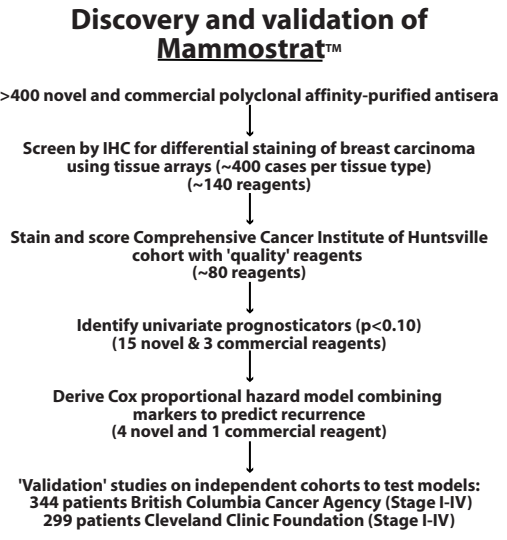 Discovery and validation of
Mammostrat™
>400 novel and commercial polyclonal affinity-purified antisera
Screen by IHC for differential staining of breast carcinoma
using tissue arrays (~400 cases per tissue type)
(~140 reagents)
Stain and score Comprehensive Cancer Institute of Huntsville
cohort with 'quality' reagents
(~80 reagents)
Identify univariate prognosticators (p<0.10)
(15 novel & 3 commercial reagents)
Derive Cox proportional hazard model combining
markers to predict recurrence
(4 novel and 1 commercial reagent)
'Validation' studies on independent cohorts to test models:
344 patients British Columbia Cancer Agency (Stage I-IV)
299 patients Cleveland Clinic Foundation (Stage I-IV)